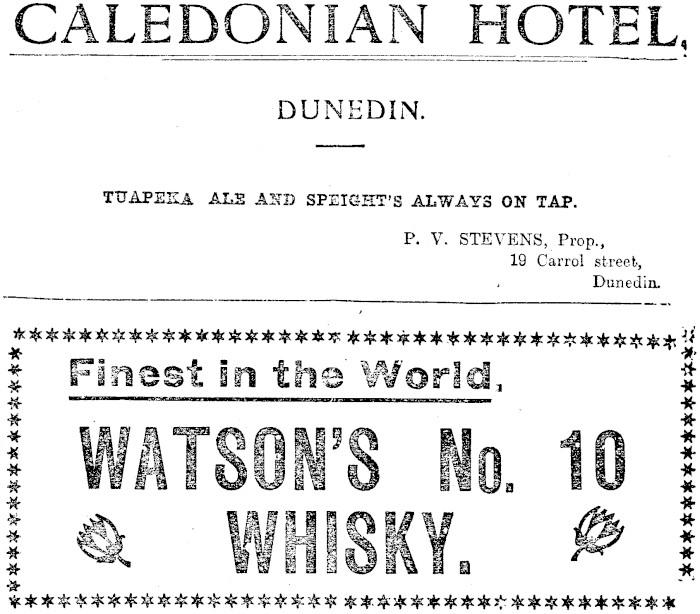 CALEDONIAN HOTEL,
DUNEDIN.
TUAPEKA ALE AND SPEIGHT'S ALWAYS ON TAP.
P. V. STEVENS, Prop.,
19 Carrol street,
Dunedin.
Finest in the World,
WATSON'S No. 10
WHISKY.